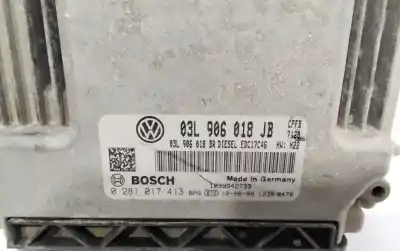 03L 906 018 JB CFFB
03L 906 018 BR DIESEL EDC17C46 HW: H22
Made in Germany
BOSCH
0 281 017 413